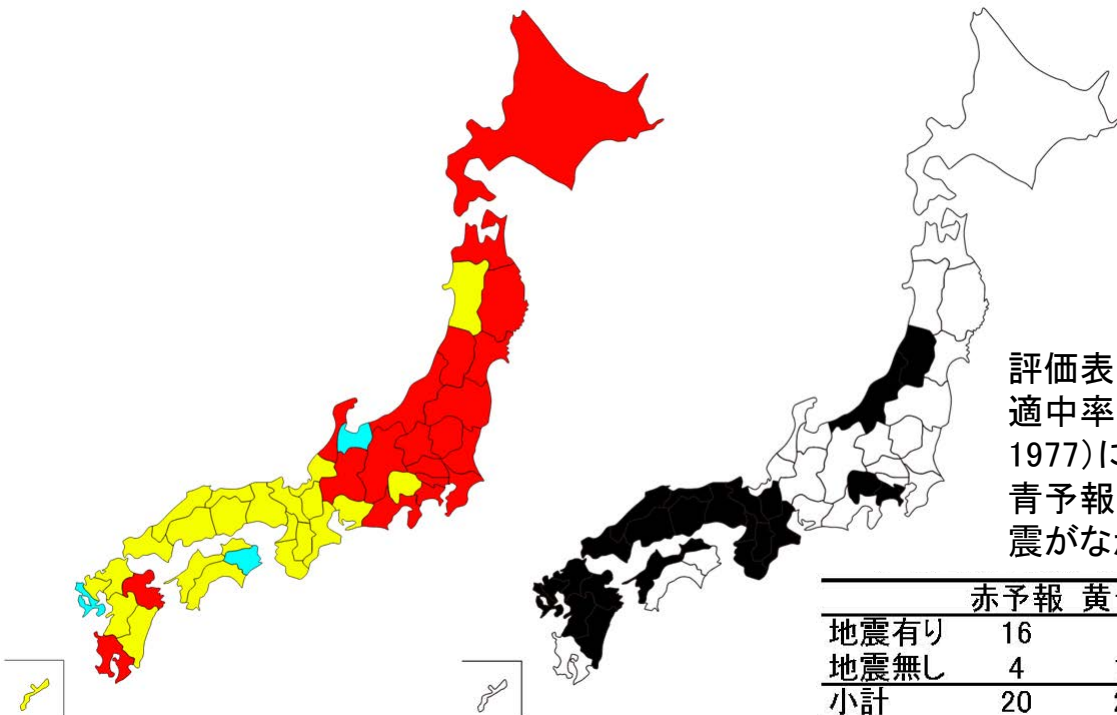 評価表
適中率
1977)に
青予報
震がな
赤予報 黄
地震有り 16
地震無し 4
小計 20